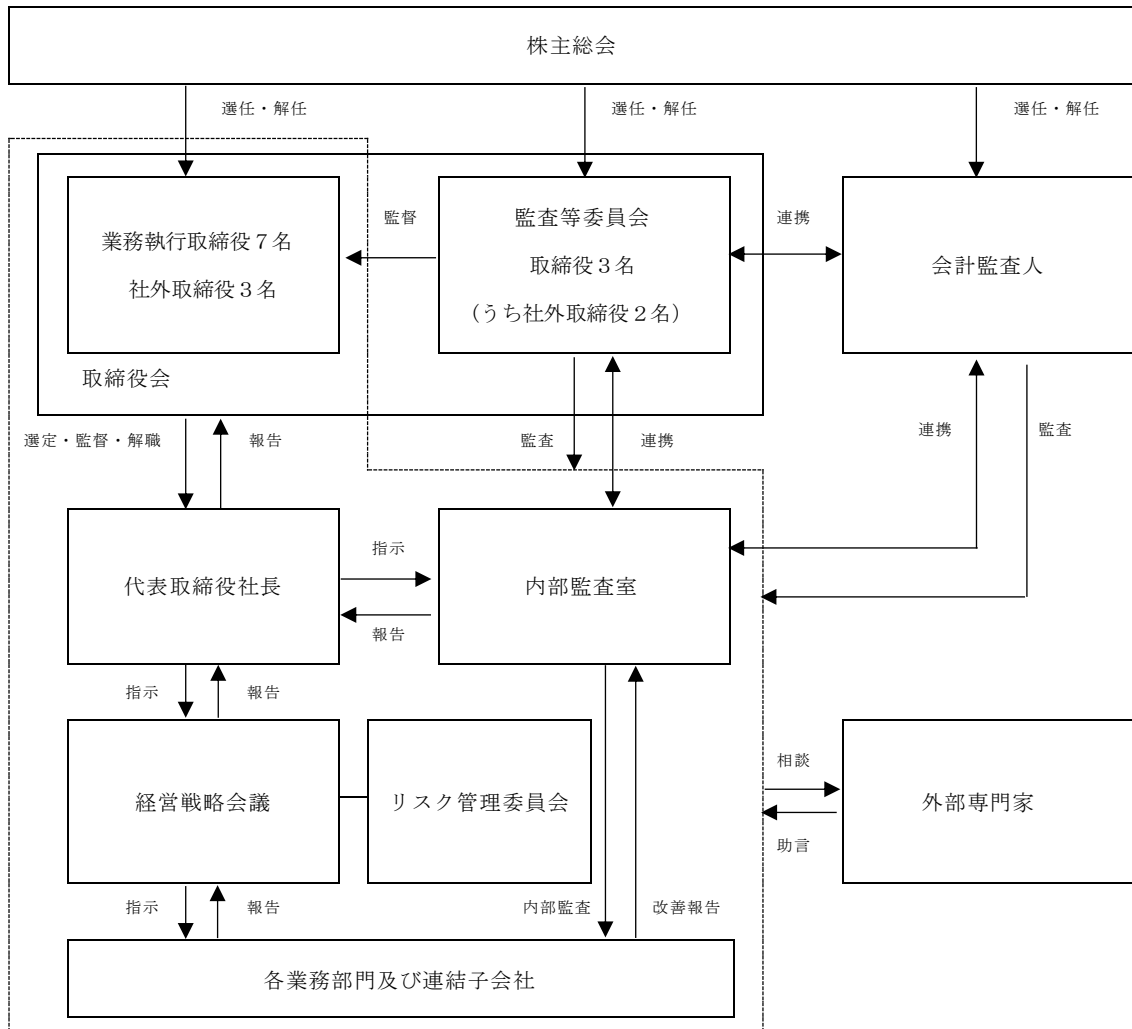 株主総会
選任・解任
選任・解任
選任・解任
業務執行取締役７名
社外取締役３名
監督
監査等委員会
取締役３名
（うち社外取締役２名）
連携
会計監査人
取締役会
選定・監督・解職
報告
監査
連携
連携
監査
代表取締役社長
指示
報告
内部監査室
指示
報告
経営戦略会議
リスク管理委員会
相談
助言
外部専門家
指示
報告
内部監査
改善報告
各業務部門及び連結子会社